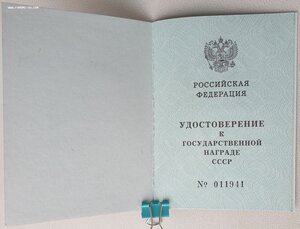 РОССИЙСКАЯ
ФЕДЕРАЦИЯ
УДОСТОВЕРЕНИЕ
К
ГОСУДАРСТВЕННОЙ
НАГРАДЕ
СССР
№ 011941